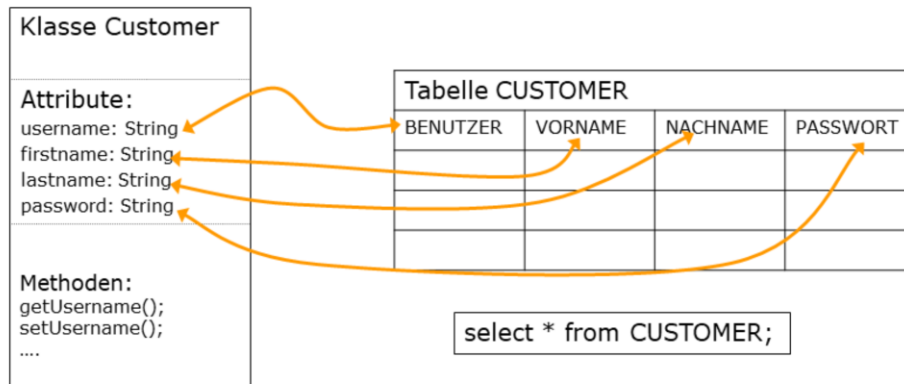 Klasse Customer
Attribute:
username: String
firstname: String
lastname: String
password: String
Methoden:
getUsername();
setUsername();
....
Tabelle CUSTOMER
BENUTZER VORNAME NACHNAME PASSWORT
select * from CUSTOMER;